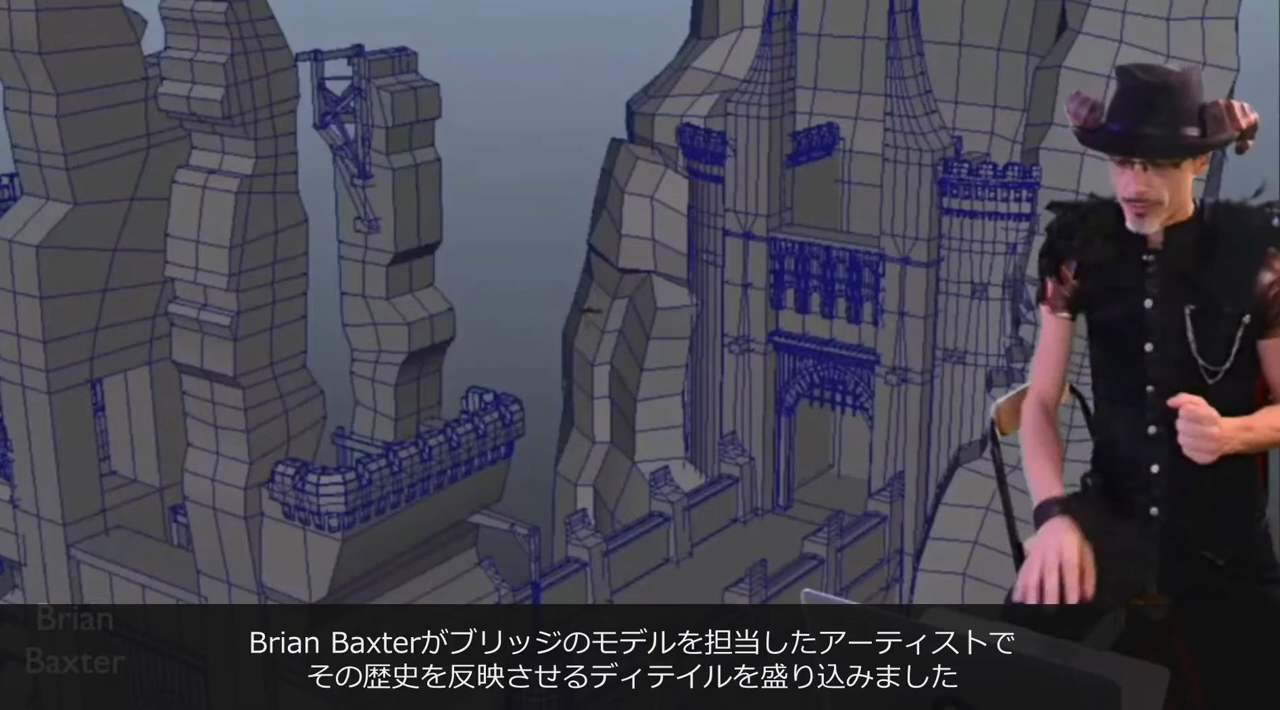 Brian
Baxter
Brian Baxterがブリッジのモデルを担当したアーティストで
その歴史を反映させるディテイルを盛り込みました